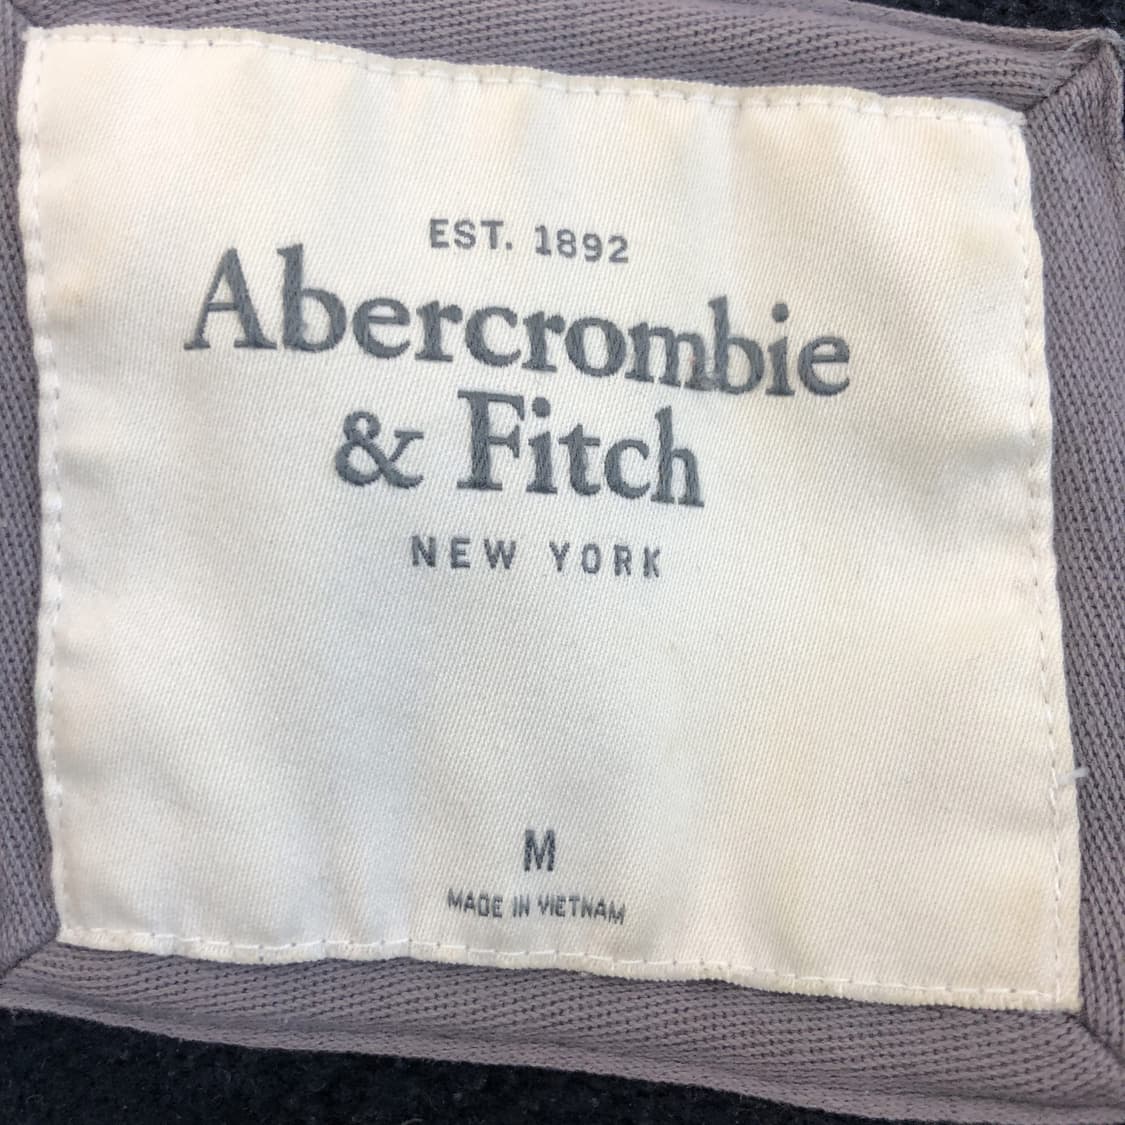 EST. 1892
Abercrombie
& Fitch
NEW YORK
M
MADE IN VIETNAM